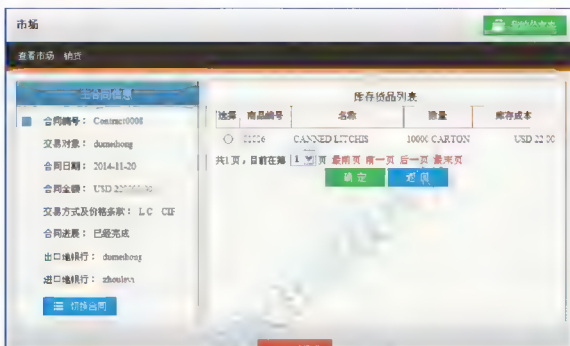 市场
查看市场 销货
主合同信息
合同编号： Contract0008
交易对象： dumeihong
合同日期： 2014-11-20
合同金额： USD
交易方式及价格条款： L/C CIF
合同进展： 已经完成
出口地银行： dumeihong
进口地银行：
切换合同
库存货品列表
选择 商品编号 名称 数量 库存成本
CANNED LITCHIS 10000 CARTON USD 22.00
共1页，目前在第 1 页 最前页 前一页 后一页 最末页
确定 返回